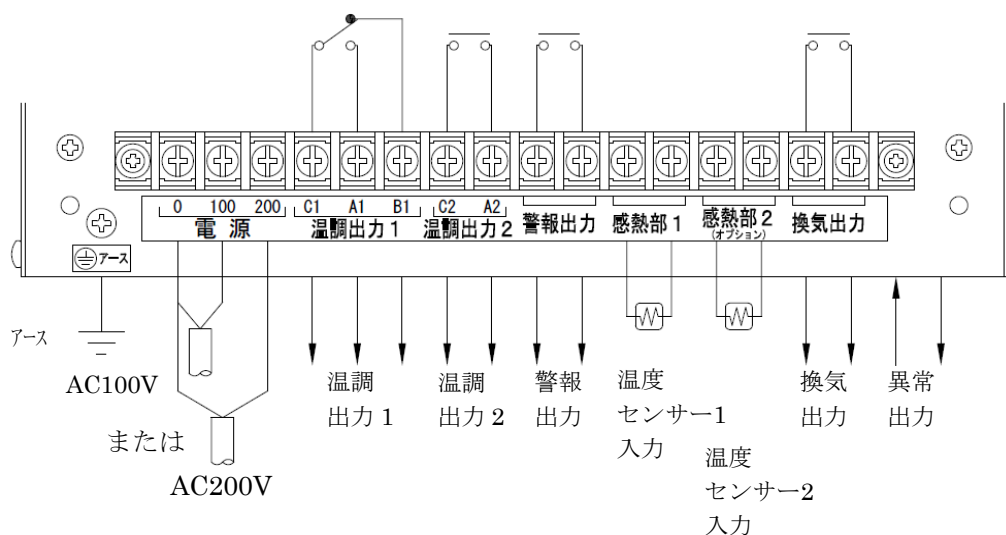 0 100 200 C1 A1 B1 C2 A2
電源 温調出力1 温調出力2 警報出力 感熱部1 感熱部2 換気出力
(オプション)
アース
アース
AC100V
または
AC200V
温調
出力 1
温調
出力 2
警報
出力
温度
センサー1
入力
温度
センサー2
入力
換気
出力
異常
出力